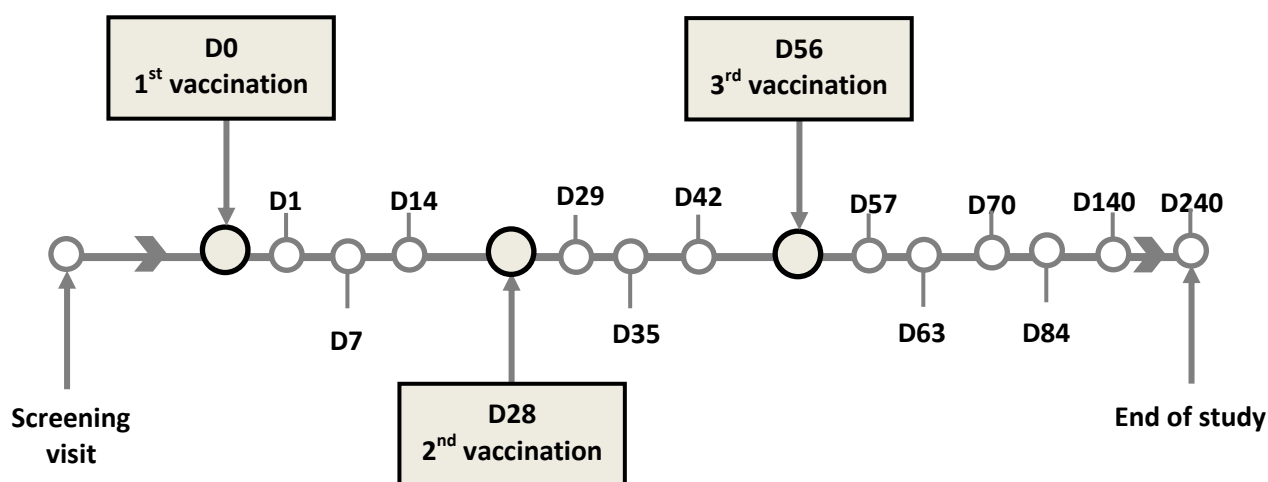 D0
1st vaccination
D56
3rd vaccination
D1
D14
D29
D42
D57
D70
D140
D240
D7
D35
D63
D84
Screening
visit
D28
2nd vaccination
End of study